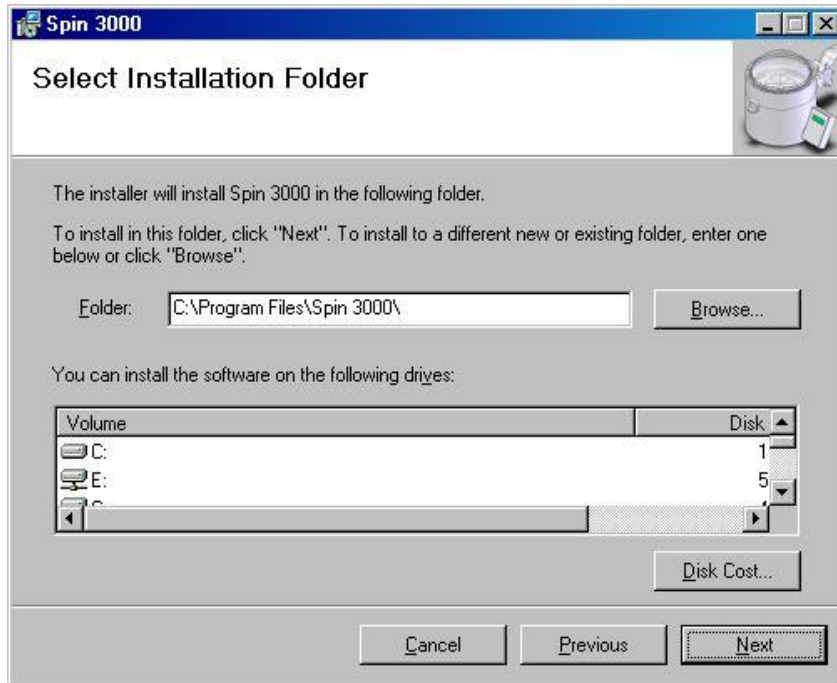 Spin 3000
Select Installation Folder
The installer will install Spin 3000 in the following folder.
To install in this folder, click "Next". To install to a different new or existing folder, enter one
below or click "Browse".
Folder: C:\Program Files\Spin 3000\ Browse...
You can install the software on the following drives:
Volume Disk
C: 1
E: 5
Disk Cost...
Cancel Previous Next